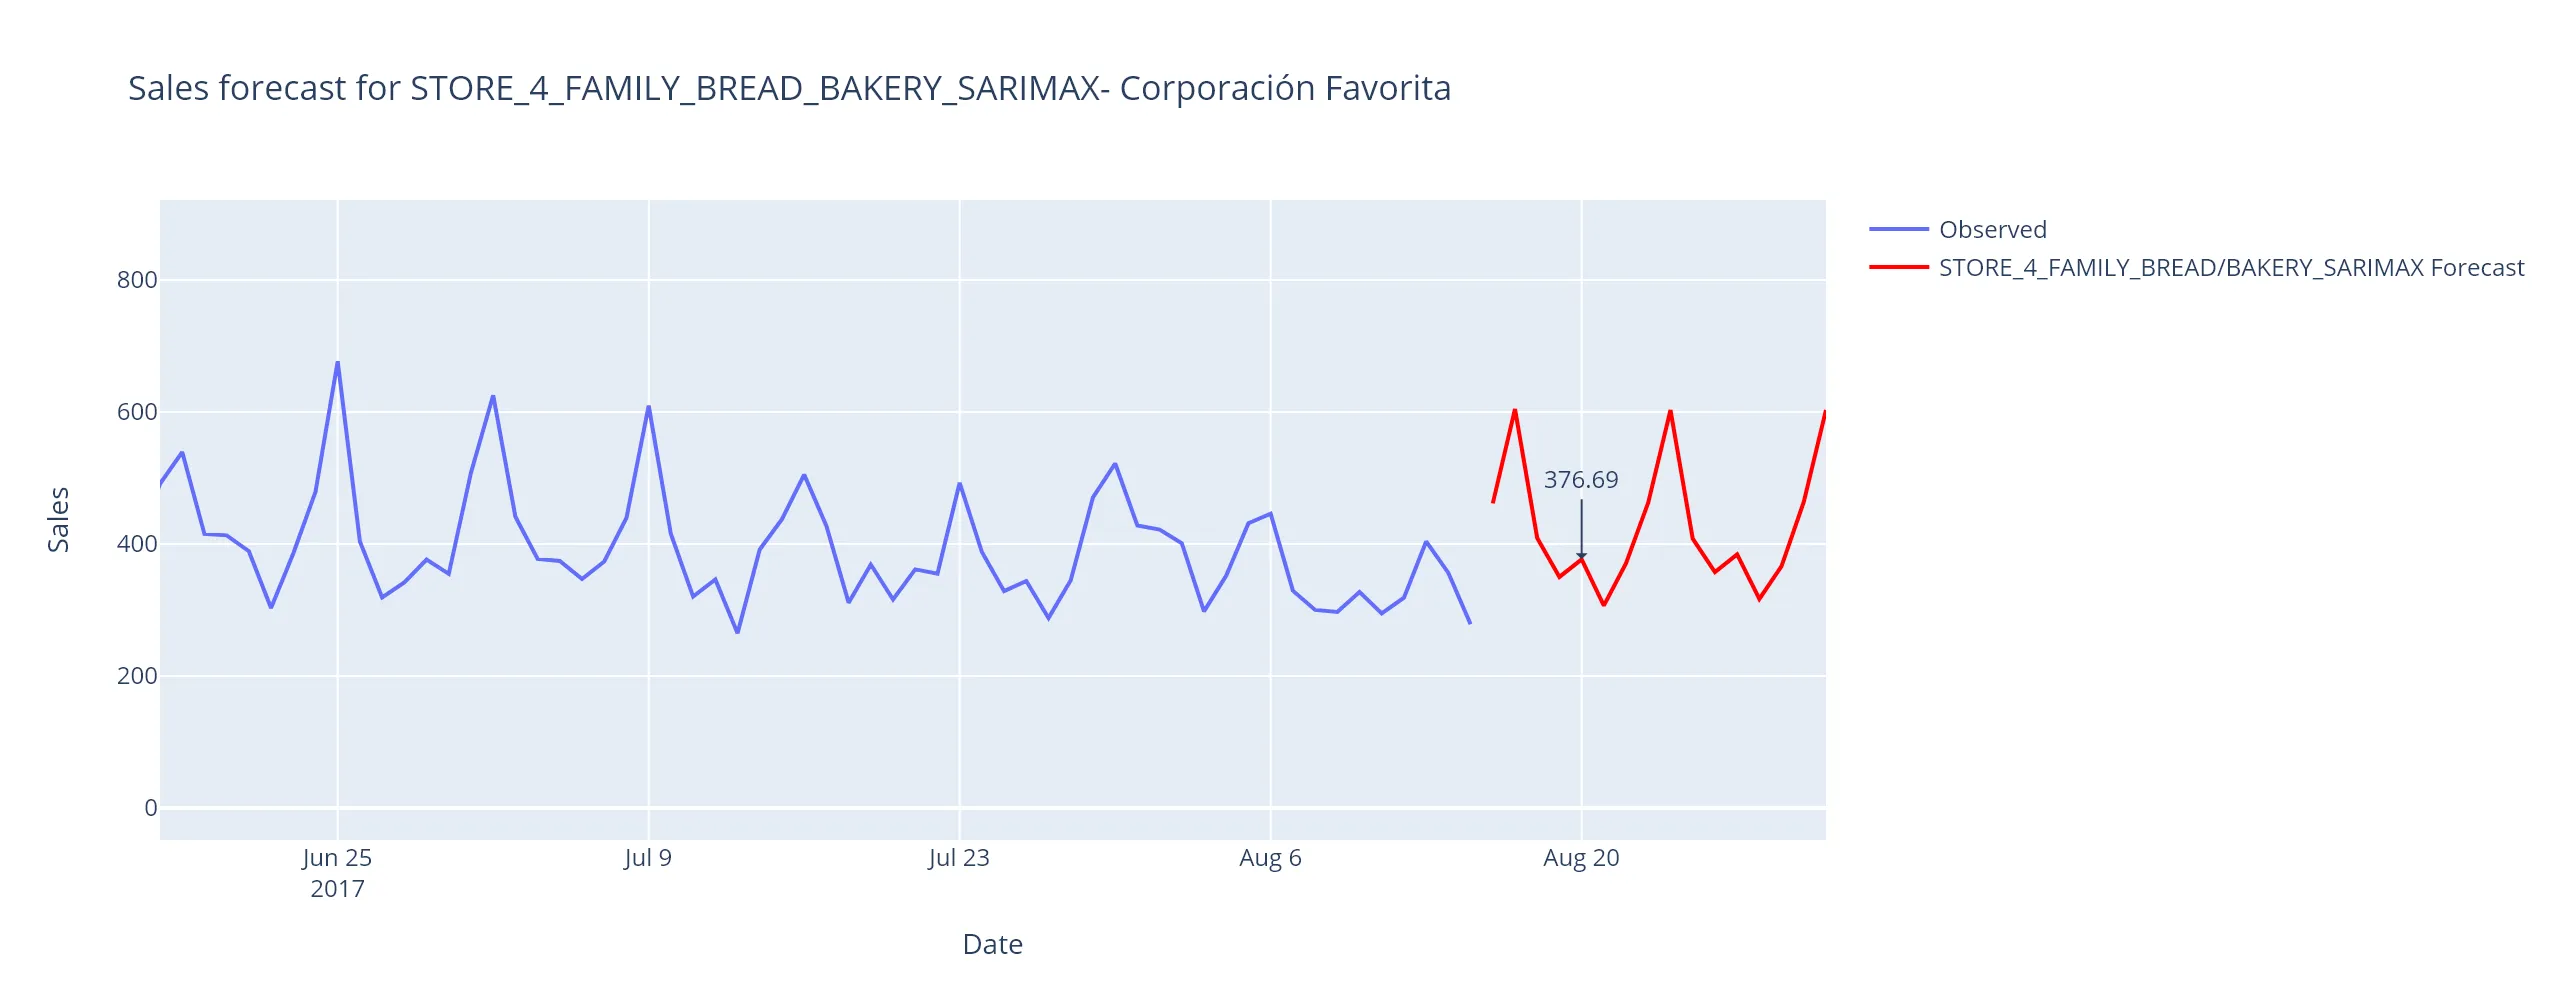 Sales forecast for STORE_4_FAMILY_BREAD_BAKERY_SARIMAX- Corporación Favorita
Observed
STORE_4_FAMILY_BREAD/BAKERY_SARIMAX Forecast
800
600
400
200
0
Sales
376.69
Jun 25
2017
Jul 9
Jul 23
Aug 6
Aug 20
Date